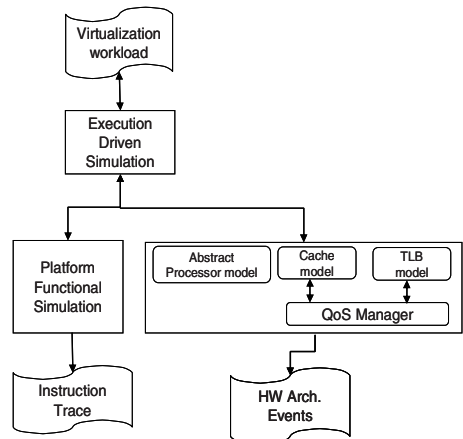 Virtualization
workload
Execution
Driven
Simulation
Platform
Functional
Simulation
Abstract
Processor model
Cache
model
TLB
model
QoS Manager
Instruction
Trace
HW Arch.
Events